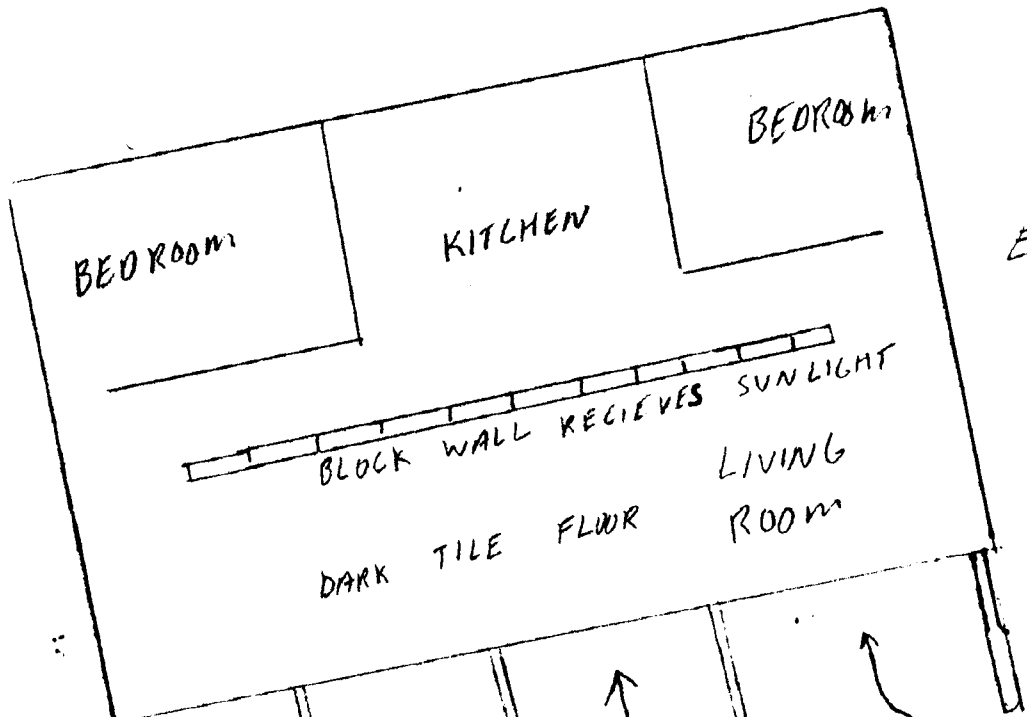 BEDROOM
KITCHEN
BEDROOM
E
BLOCK WALL RECIEVES SUNLIGHT
LIVING
ROOM
DARK TILE FLOOR